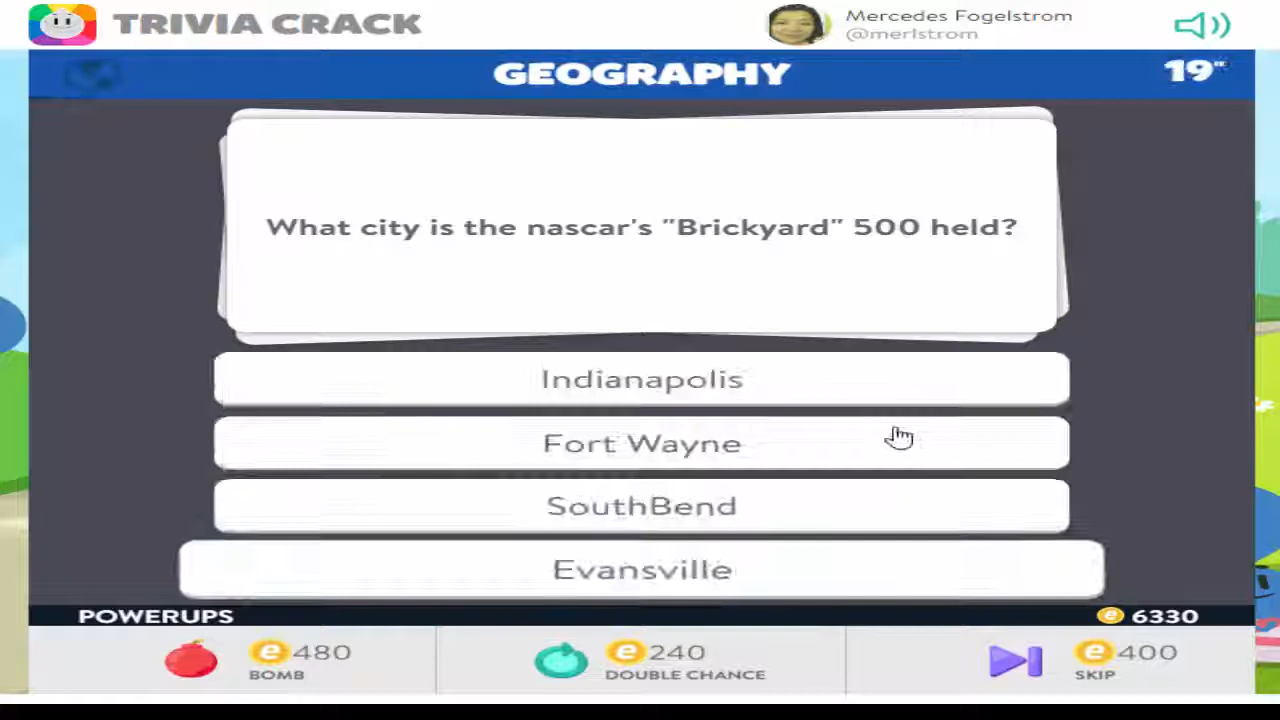 TRIVIA CRACK
Mercedes Fogelstrom
@merlstrom
GEOGRAPHY
19"
What city is the nascar's "Brickyard" 500 held?
Indianapolis
Fort Wayne
SouthBend
Evansville
POWERUPS
6330
480
BOMB
240
DOUBLE CHANCE
400
SKIP